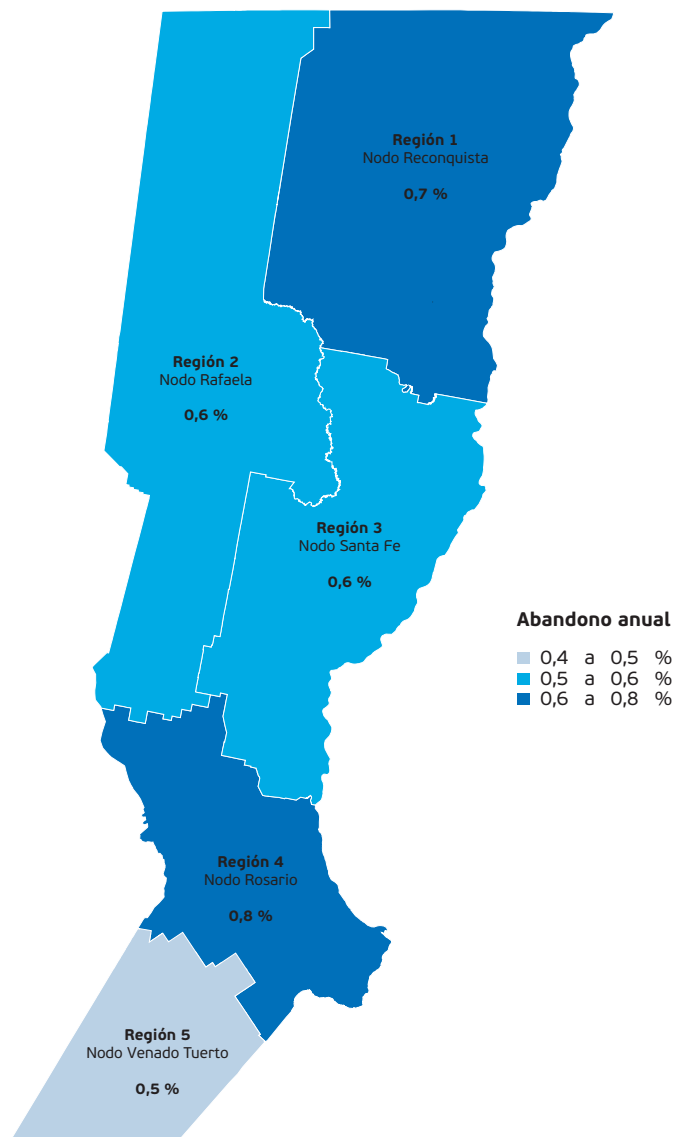 Región 1
Nodo Reconquista
0,7 %
Región 2
Nodo Rafaela
0,6 %
Región 3
Nodo Santa Fe
0,6 %
Abandono anual
0,4 a 0,5 %
0,5 a 0,6 %
0,6 a 0,8 %
Región 4
Nodo Rosario
0,8 %
Región 5
Nodo Venado Tuerto
0,5 %